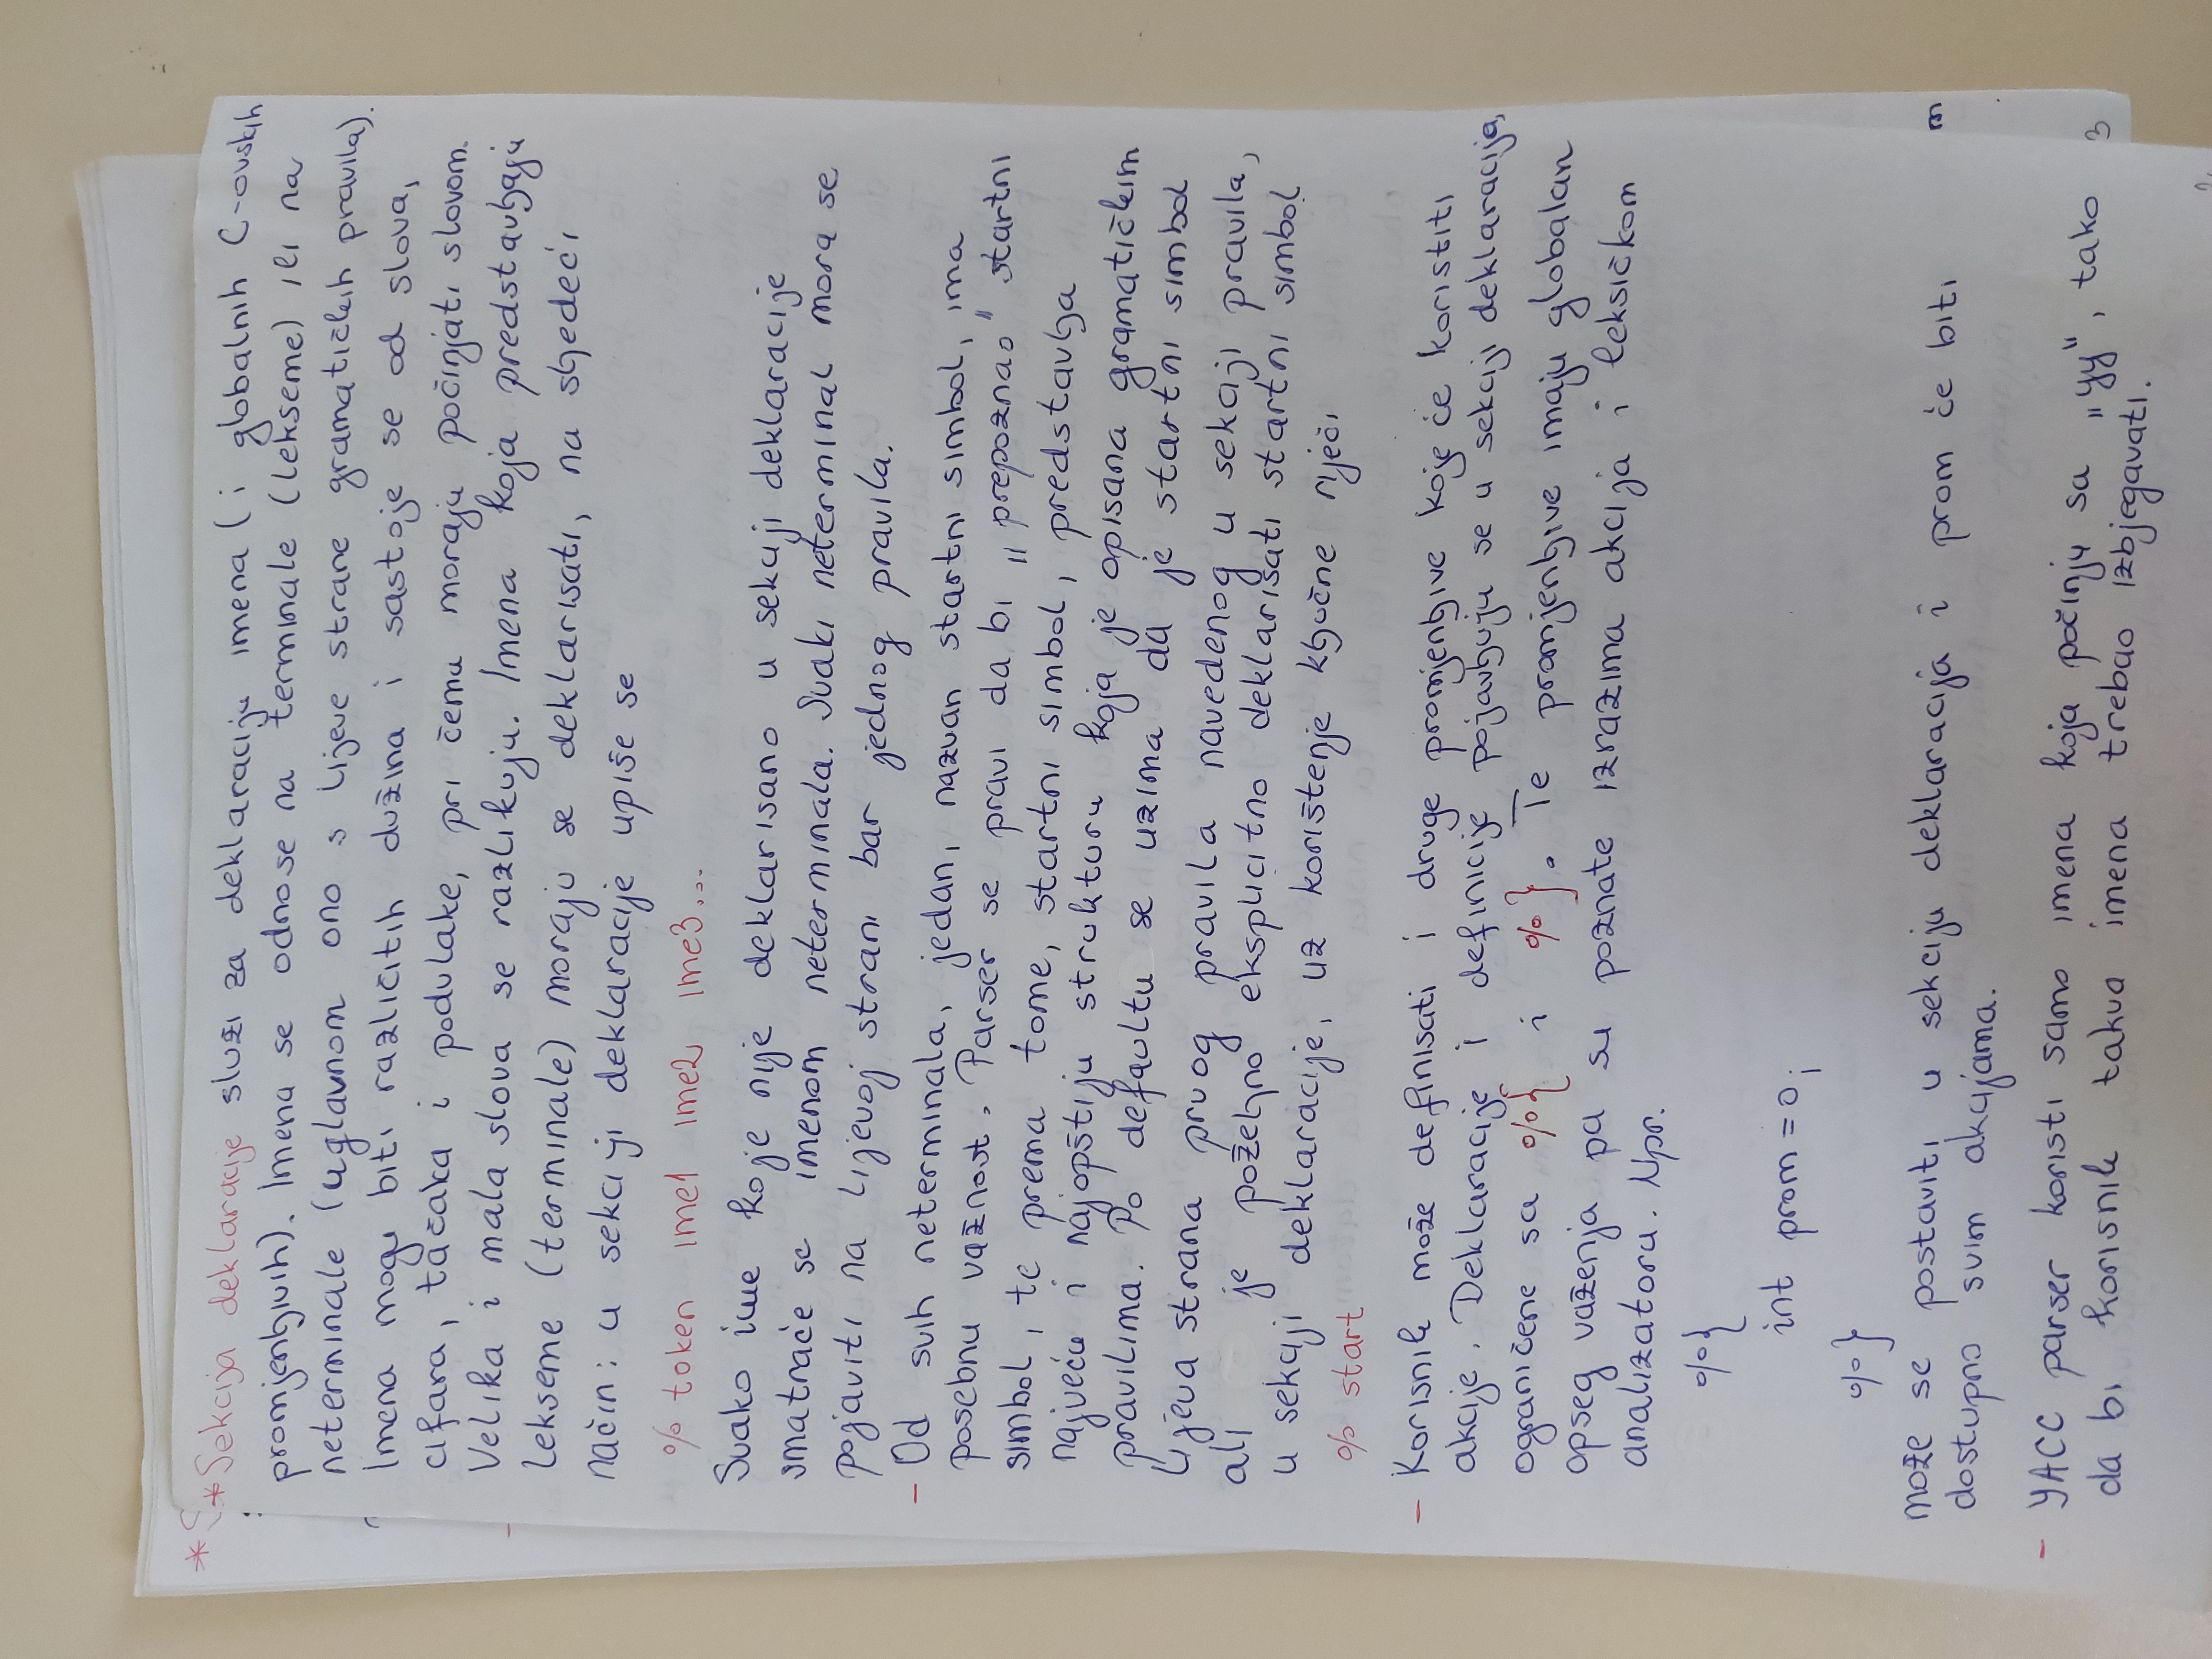 * Sekcija deklaracije služi za deklaraciju imena (i globalnih C-ovskih
promjenljivih). Imena se odnose na terminale (lekseme) ili na
neterminale (uglavnom ono s lijeve strane gramatičkih pravila).
Imena mogu biti različitih dužina i sastoje se od slova,
cifara, tačaka i podvlake, pri čemu moraju počinjati slovom.
Velika i mala slova se razlikuju. Imena koja predstavljaju
lekseme (terminale) moraju se deklarisati, na sljedeći
način: u sekciji deklaracije upiše se
% token ime1 ime2 ime3...
Svako ime koje nije deklarisano u sekciji deklaracije
smatraće se imenom neterminala. Svaki neterminal mora se
pojaviti na lijevoj strani bar jednog pravila.
- Od svih neterminala, jedan, nazvan startni simbol, ima
posebnu važnost. Parser se pravi da bi „prepoznao" startni
simbol, te prema tome, startni simbol, predstavlja
najveću i najopštiju strukturu koja je opisana gramatičkim
pravilima. Po defaultu se uzima da je startni simbol
lijeva strana prvog pravila navedenog u sekciji pravila,
ali je poželjno eksplicitno deklarisati startni simbol
u sekciji deklaracije, uz korištenje ključne riječi
% start
- Korisnik može definisati i druge promjenljive koje će koristiti
akcije. Deklaracije i definicije pojavljuju se u sekciji deklaracija,
ograničene sa %{ i %}. Te promjenljive imaju globalan
opseg važenja pa su poznate izrazima akcija i leksičkom
analizatoru. Npr.
%{
int prom = 0;
%}
može se postaviti u sekciju deklaracija i prom će biti
dostupno svim akcijama.
- YACC parser koristi samo imena koja počinju sa „yy", tako
da bi korisnik takva imena trebao izbjegavati.